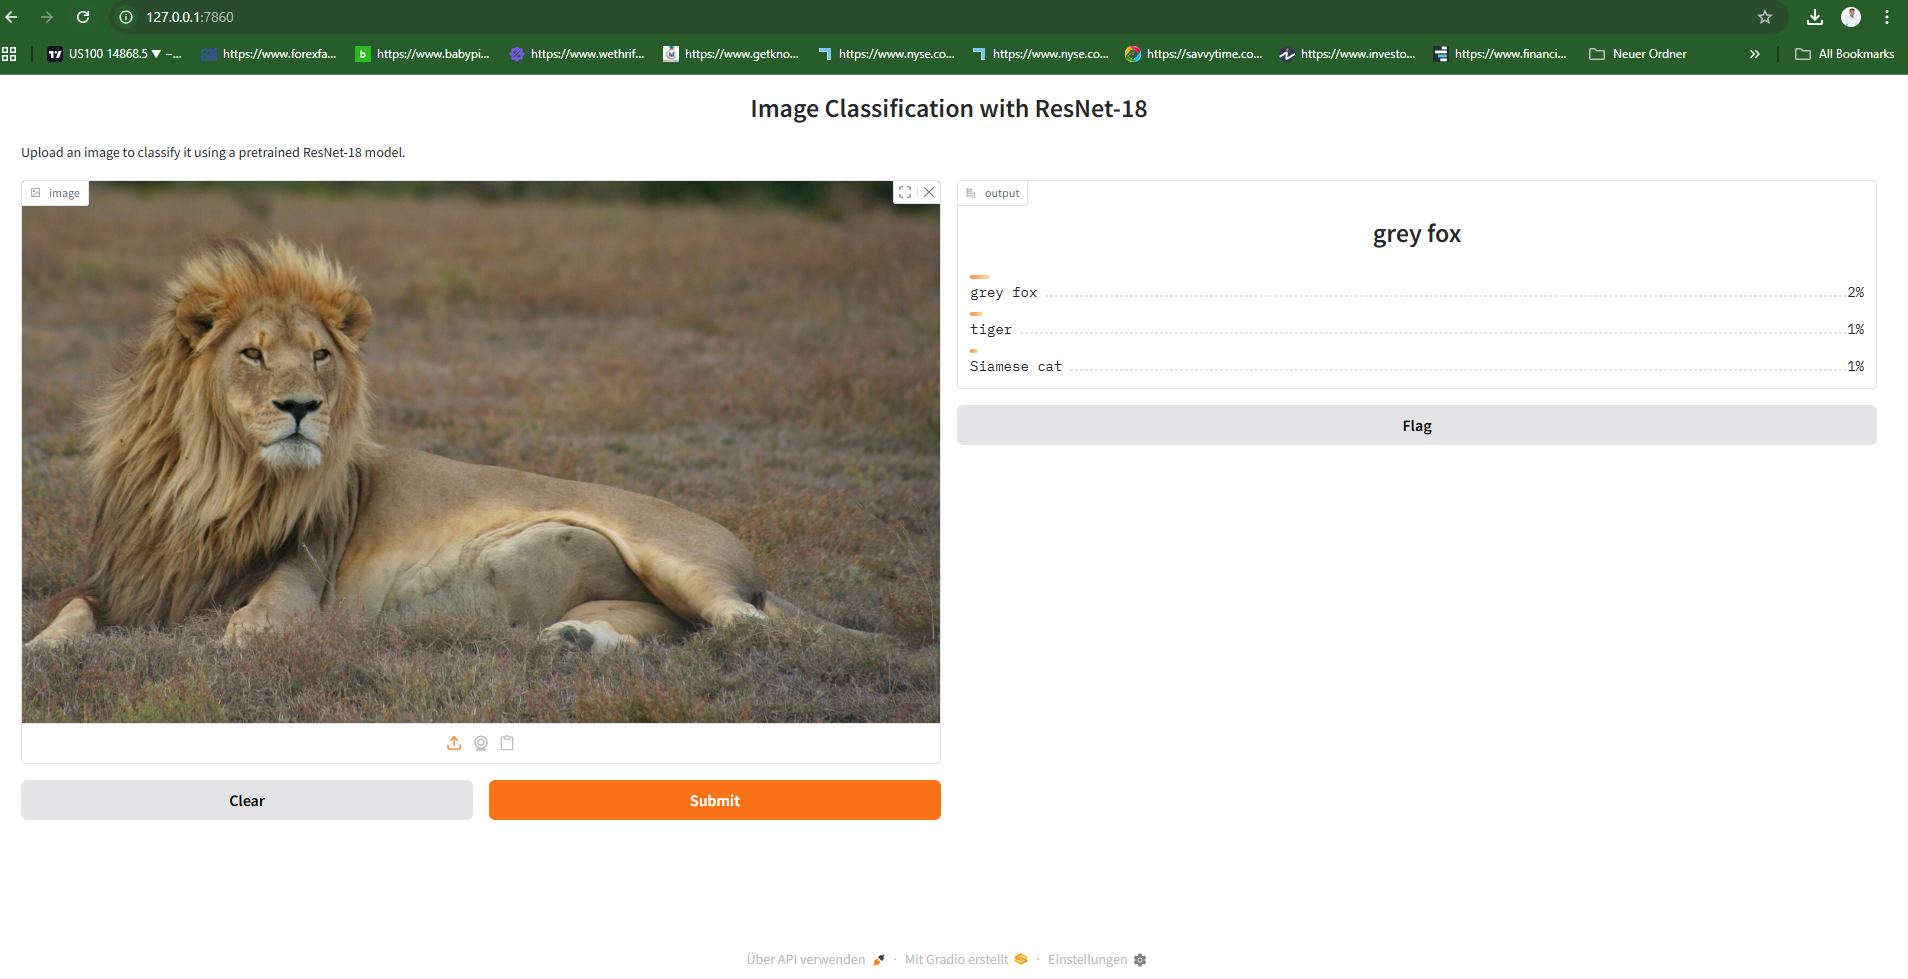 127.0.0.1:7860
US100 14868.5 ▼ –... https://www.forexfa... https://www.babypi... https://www.wethrif... https://www.getkno... https://www.nyse.co... https://www.nyse.co... https://savvytime.co... https://www.investo... https://www.financi... Neuer Ordner » All Bookmarks
Image Classification with ResNet-18
Upload an image to classify it using a pretrained ResNet-18 model.
image
output
grey fox
grey fox 2%
tiger 1%
Siamese cat 1%
Flag
Clear Submit
Über API verwenden · Mit Gradio erstellt · Einstellungen